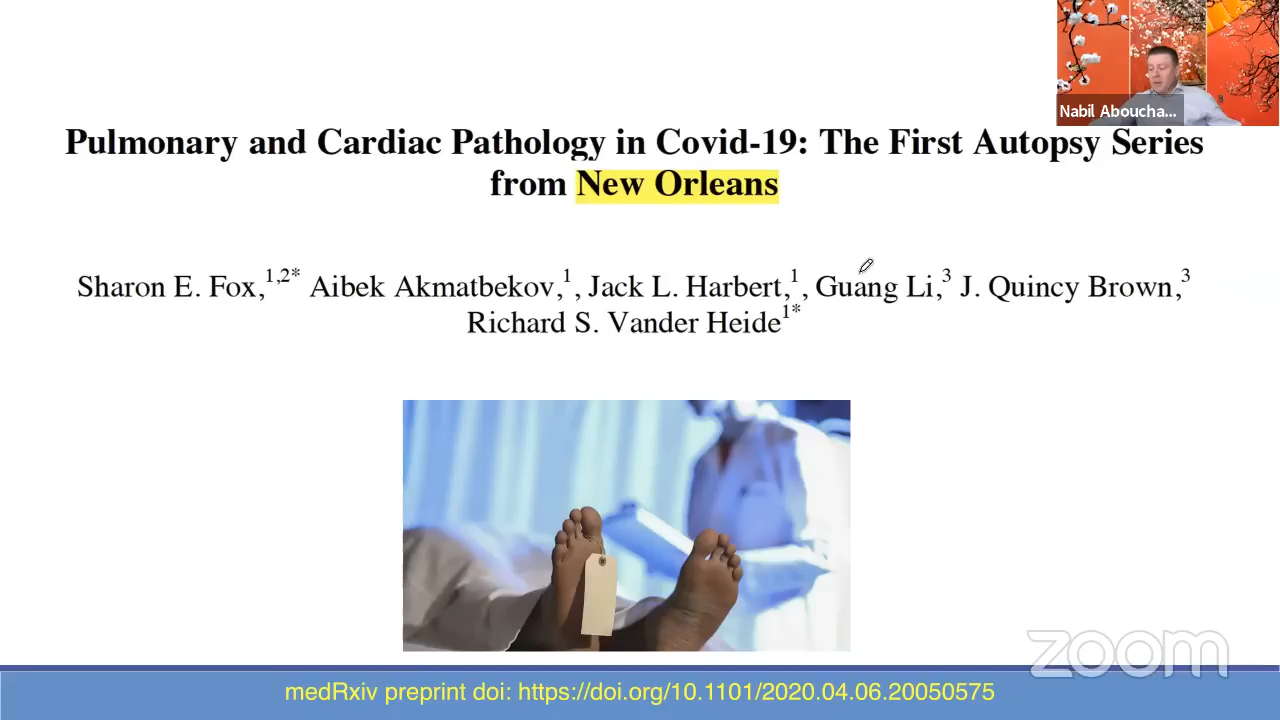 Nabil Aboucha...
Pulmonary and Cardiac Pathology in Covid-19: The First Autopsy Series
from New Orleans
Sharon E. Fox,1,2* Aibek Akmatbekov,1, Jack L. Harbert,1, Guang Li,3 J. Quincy Brown,3
Richard S. Vander Heide1*
zoom
medRxiv preprint doi: https://doi.org/10.1101/2020.04.06.20050575